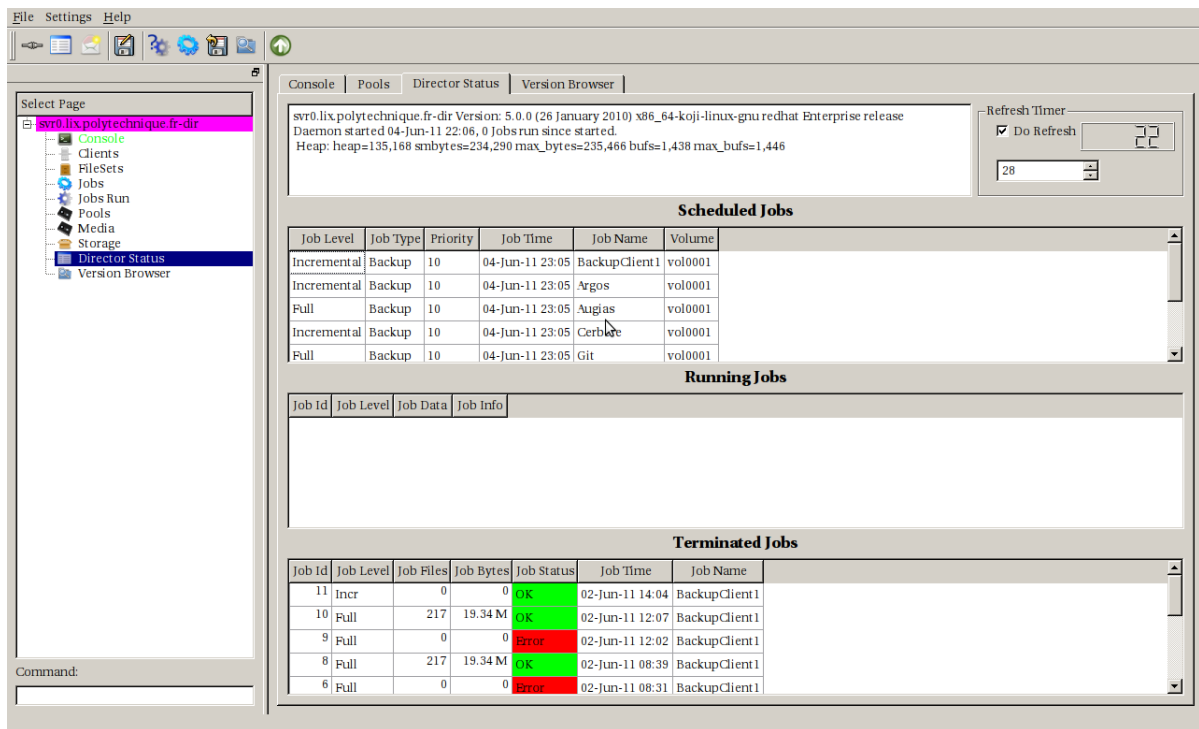 File Settings Help
Select Page
svr0.lix.polytechnique.fr-dir
Console
Clients
FileSets
Jobs
Jobs Run
Pools
Media
Storage
Director Status
Version Browser
Command:
Console Pools Director Status Version Browser
svr0.lix.polytechnique.fr-dir Version: 5.0.0 (26 January 2010) x86_64-koji-linux-gnu redhat Enterprise release
Daemon started 04-Jun-11 22:06, 0 Jobs run since started.
Heap: heap=135,168 smbytes=234,290 max_bytes=235,466 bufs=1,438 max_bufs=1,446
Refresh Timer
Do Refresh 22
28
Scheduled Jobs
Job Level Job Type Priority Job Time Job Name Volume
Incremental Backup 10 04-Jun-11 23:05 BackupClient1 vol0001
Incremental Backup 10 04-Jun-11 23:05 Argos vol0001
Full Backup 10 04-Jun-11 23:05 Augias vol0001
Incremental Backup 10 04-Jun-11 23:05 Cerbere vol0001
Full Backup 10 04-Jun-11 23:05 Git vol0001
Running Jobs
Job Id Job Level Job Data Job Info
Terminated Jobs
Job Id Job Level Job Files Job Bytes Job Status Job Time Job Name
11 Incr 0 0 OK 02-Jun-11 14:04 BackupClient1
10 Full 217 19.34 M OK 02-Jun-11 12:07 BackupClient1
9 Full 0 0 Error 02-Jun-11 12:02 BackupClient1
8 Full 217 19.34 M OK 02-Jun-11 08:39 BackupClient1
6 Full 0 0 Error 02-Jun-11 08:31 BackupClient1